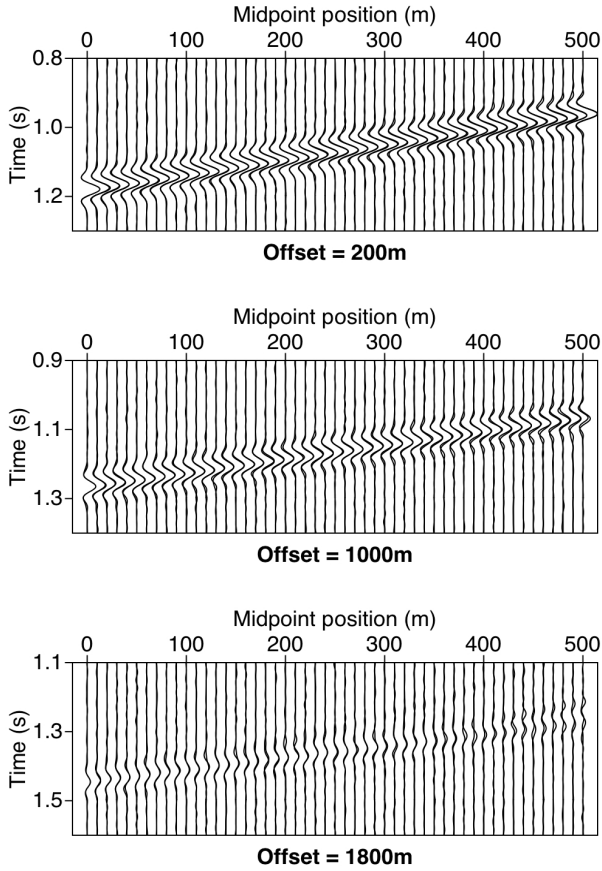 Midpoint position (m)
0 100 200 300 400 500
0.8
1.0
1.2
Time (s)
Offset = 200m
Midpoint position (m)
0 100 200 300 400 500
0.9
1.1
1.3
Time (s)
Offset = 1000m
Midpoint position (m)
0 100 200 300 400 500
1.1
1.3
1.5
Time (s)
Offset = 1800m